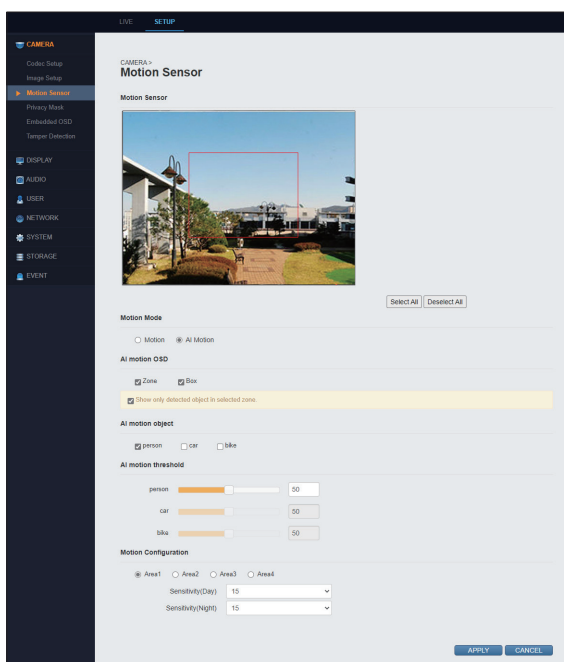 LIVE SETUP
CAMERA
Codec Setup
Image Setup
Motion Sensor
Privacy Mask
Embedded OSD
Tamper Detection
DISPLAY
AUDIO
USER
NETWORK
SYSTEM
STORAGE
EVENT
CAMERA >
Motion Sensor
Motion Sensor
Select All Deselect All
Motion Mode
Motion AI Motion
AI motion OSD
Zone Box
Show only detected object in selected zone.
AI motion object
person car bike
AI motion threshold
person 50
car 50
bike 50
Motion Configuration
Area1 Area2 Area3 Area4
Sensitivity(Day) 15
Sensitivity(Night) 15
APPLY CANCEL